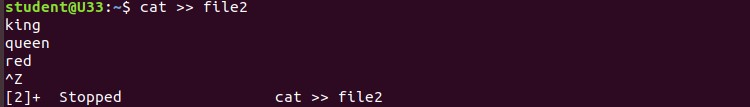 student@U33:~$ cat >> file2
king
queen
red
^Z
[2]+  Stopped                 cat >> file2